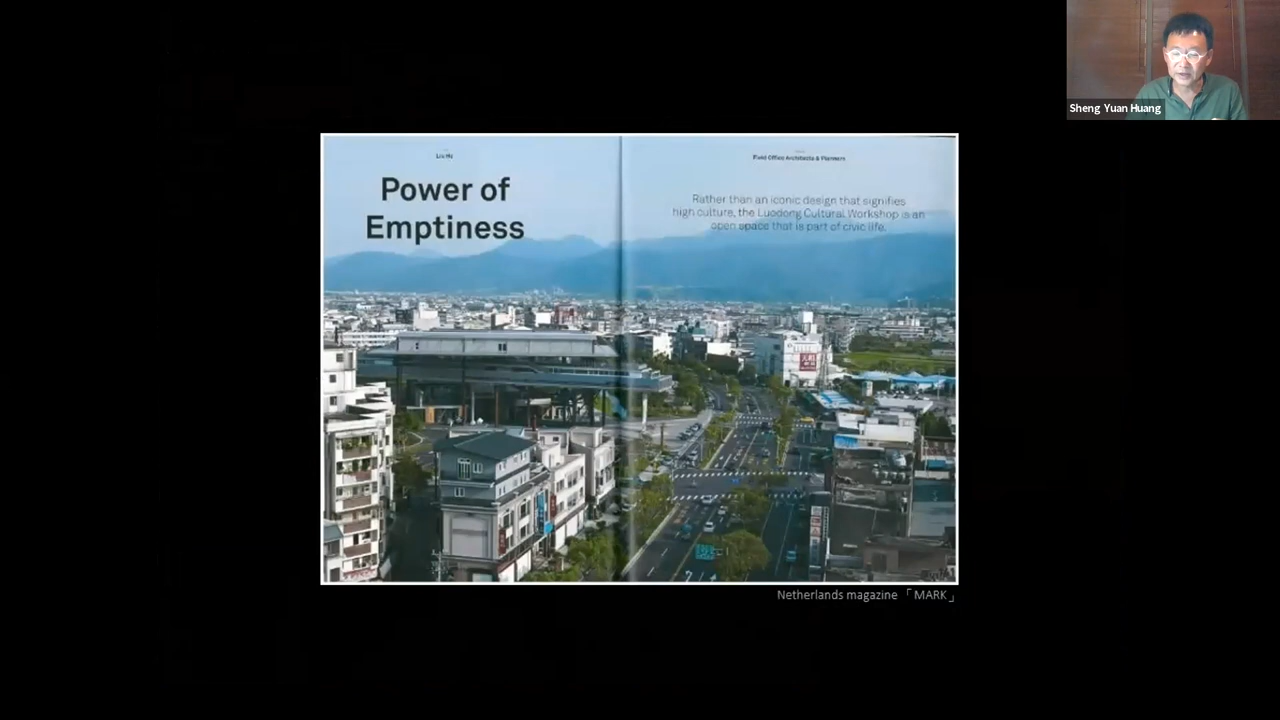 Sheng Yuan Huang
Liu He
Field Office Architects & Planners
Power of
Emptiness
Rather than an iconic design that signifies
high culture, the Luodong Cultural Workshop is an
open space that is part of civic life.
Netherlands magazine 「MARK」